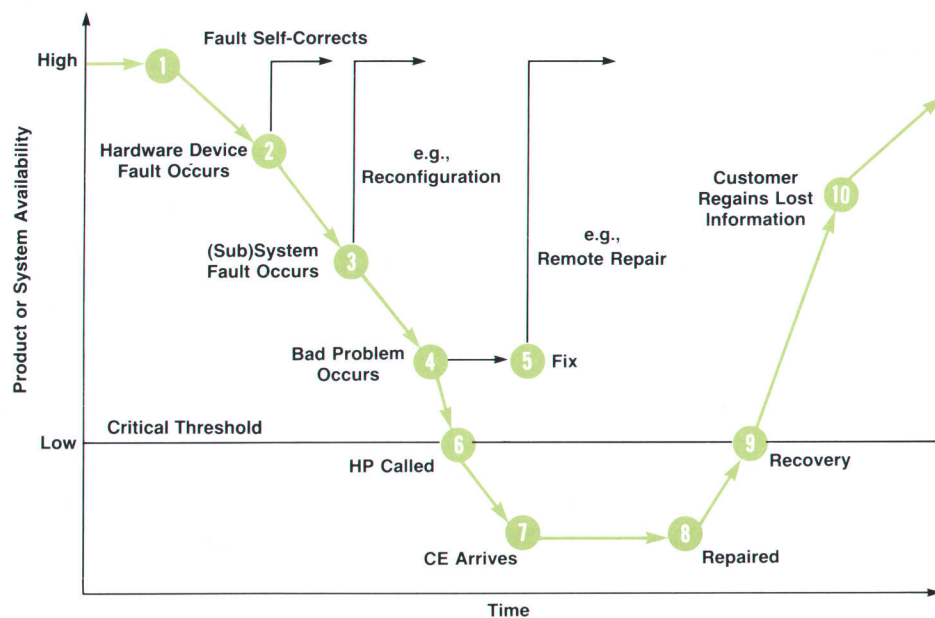 Fault Self-Corrects
High
1
Hardware Device
Fault Occurs
2
e.g.,
Reconfiguration
Customer
Regains Lost
Information
10
(Sub)System
Fault Occurs
3
e.g.,
Remote Repair
Bad Problem
Occurs
4
5
Fix
Critical Threshold
Low
6
HP Called
9
Recovery
7
CE Arrives
8
Repaired
Time
Product or System Availability